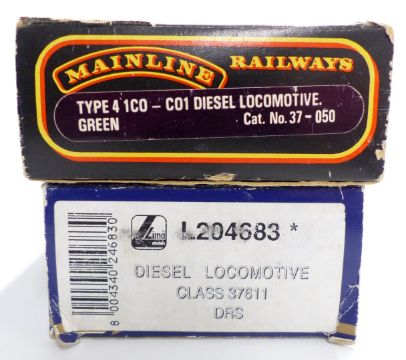 MAINLINE RAILWAYS
TYPE 4 1CO - CO1 DIESEL LOCOMOTIVE.
GREEN Cat. No. 37 - 050
Lima
models
L204683 *
DIESEL LOCOMOTIVE
CLASS 37611
DRS
8 004340 246830